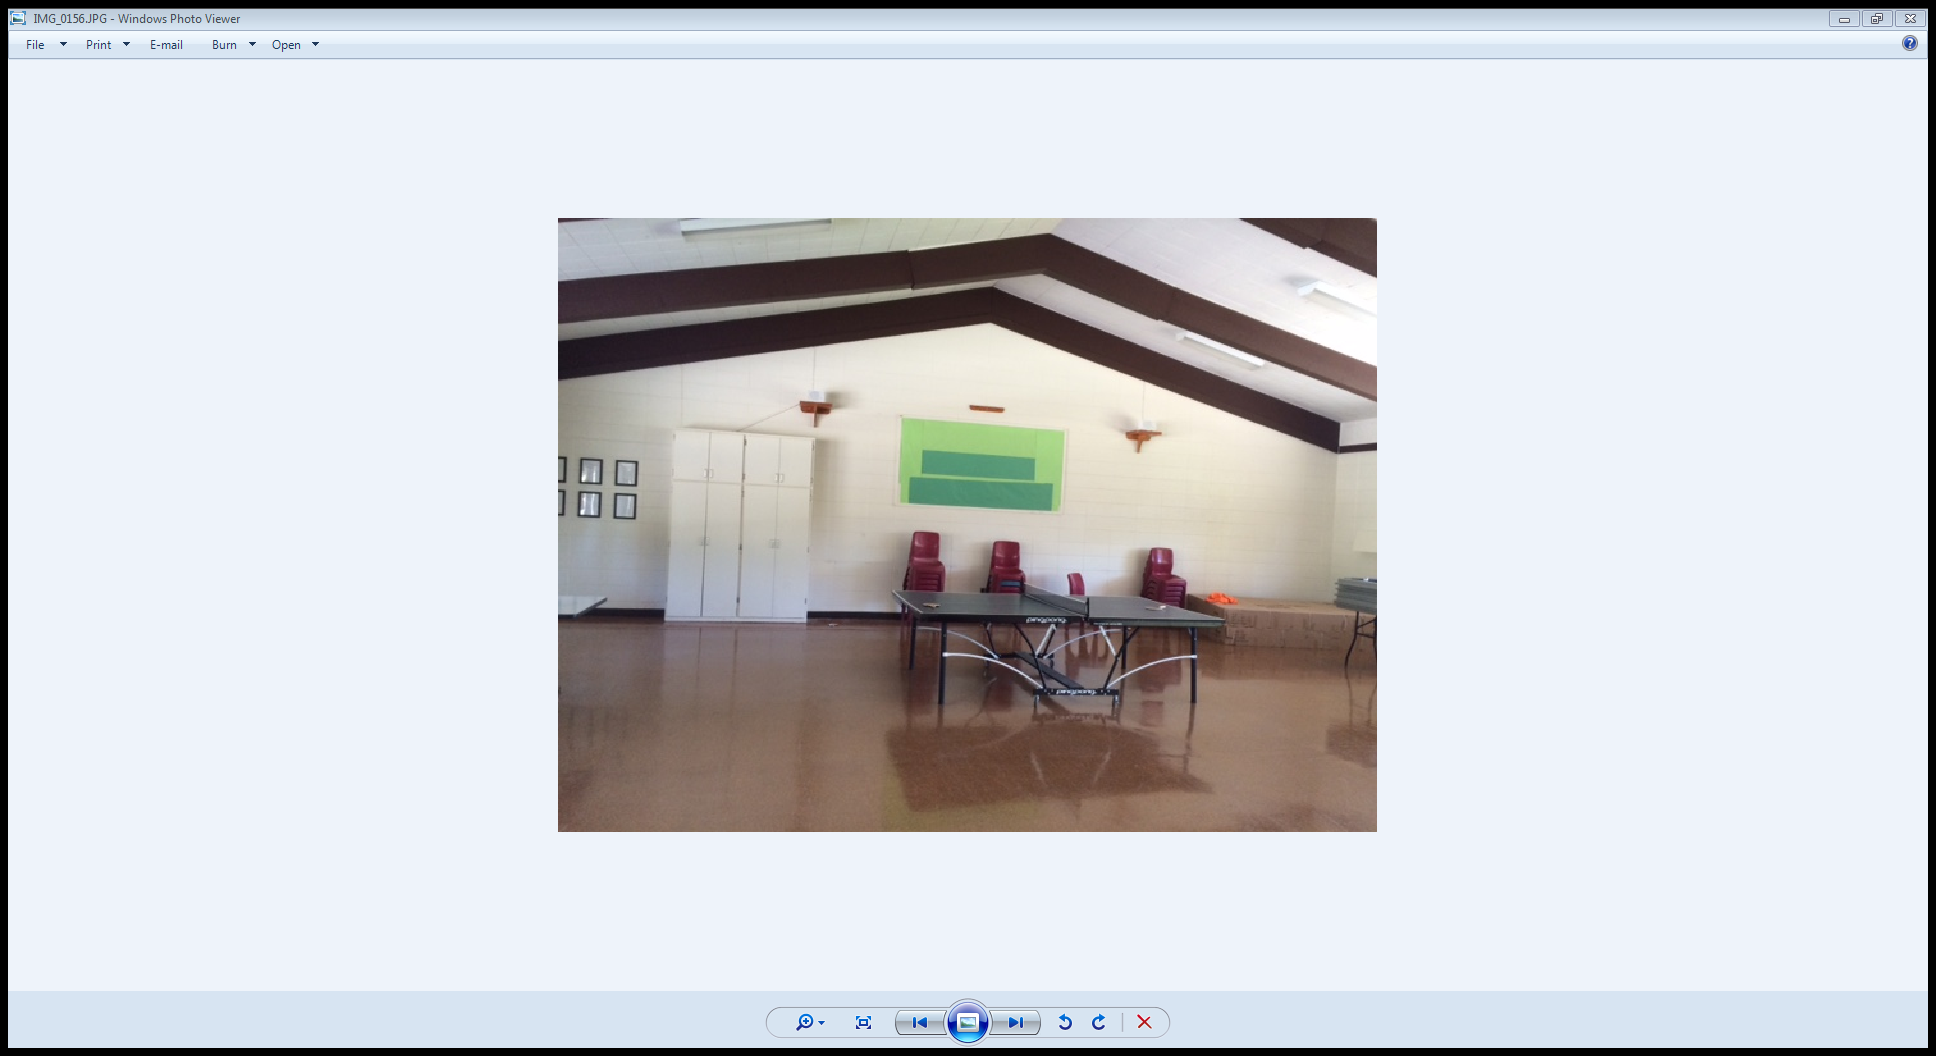 IMG_0156.JPG - Windows Photo Viewer
File Print E-mail Burn Open